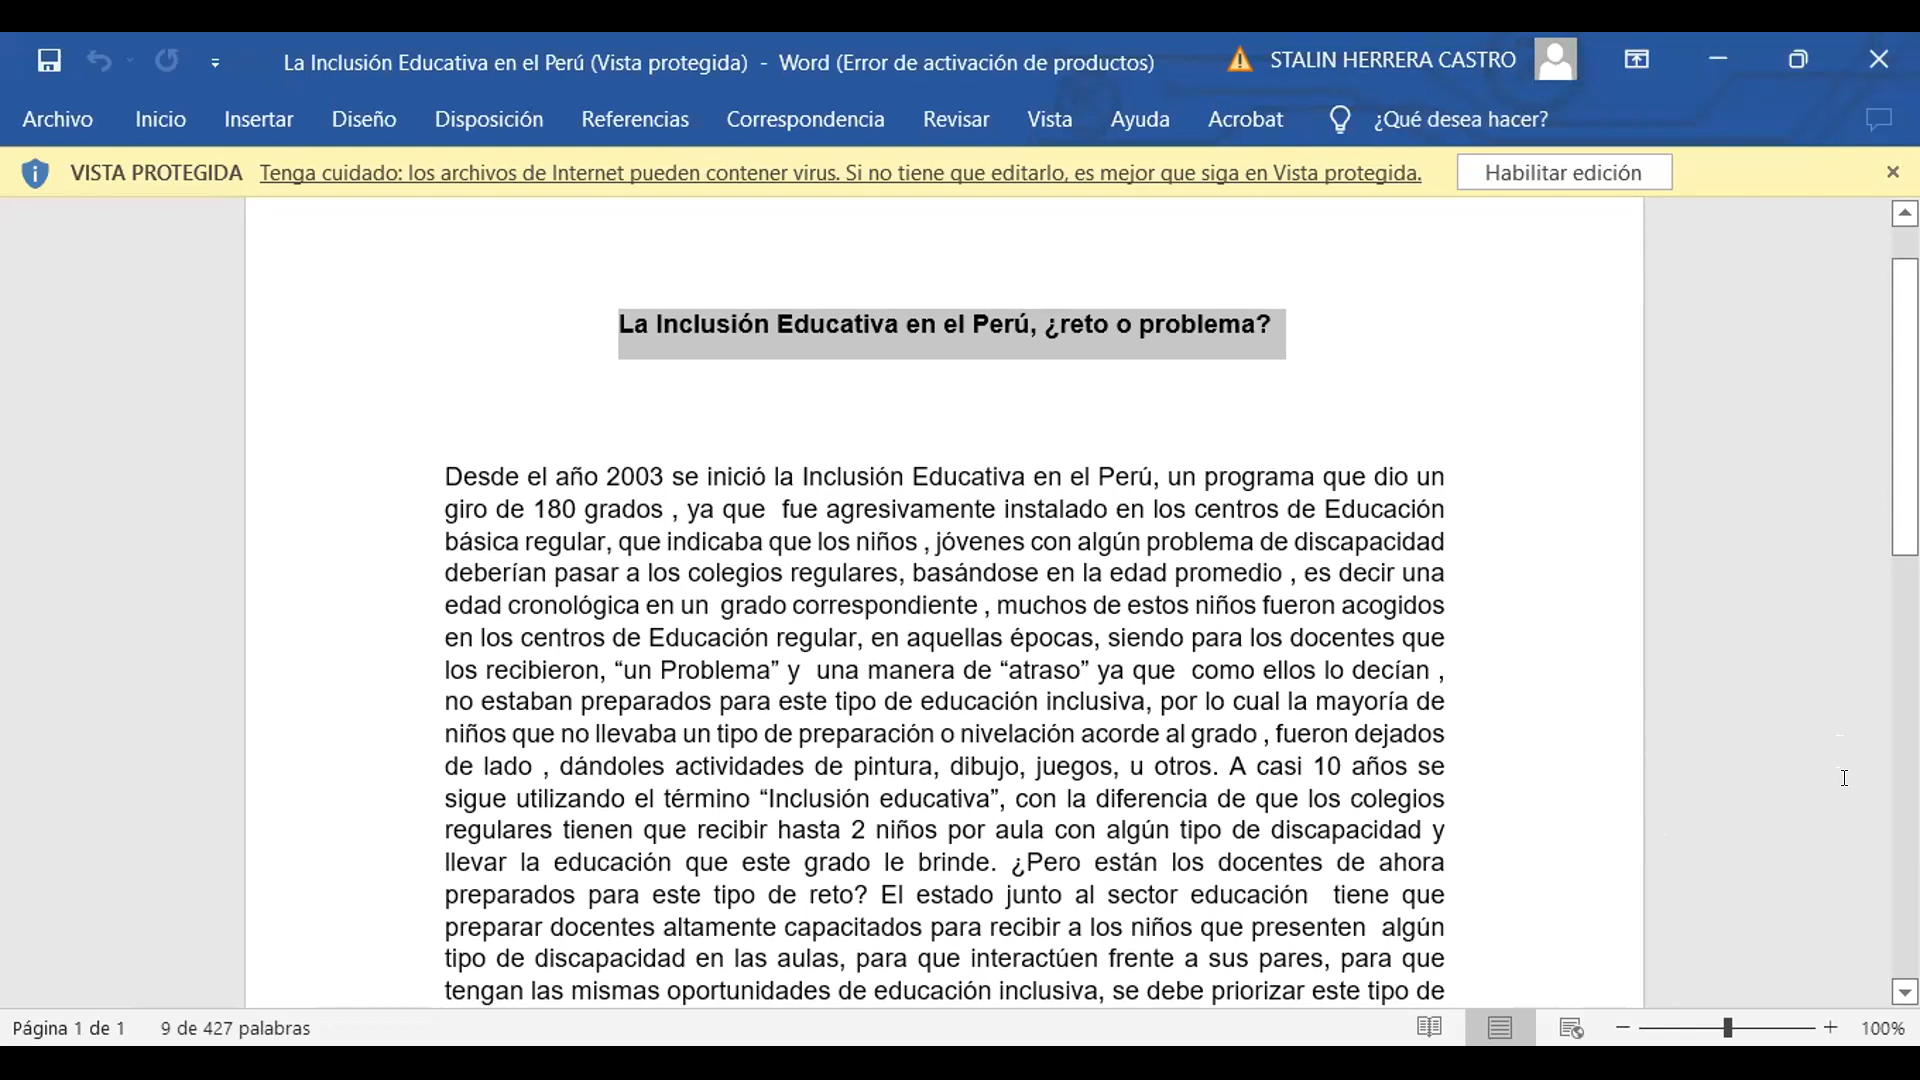 La Inclusión Educativa en el Perú (Vista protegida) - Word (Error de activación de productos)
STALIN HERRERA CASTRO
Archivo Inicio Insertar Diseño Disposición Referencias Correspondencia Revisar Vista Ayuda Acrobat ¿Qué desea hacer?
VISTA PROTEGIDA Tenga cuidado: los archivos de Internet pueden contener virus. Si no tiene que editarlo, es mejor que siga en Vista protegida. Habilitar edición
La Inclusión Educativa en el Perú, ¿reto o problema?
Desde el año 2003 se inició la Inclusión Educativa en el Perú, un programa que dio un
giro de 180 grados , ya que fue agresivamente instalado en los centros de Educación
básica regular, que indicaba que los niños , jóvenes con algún problema de discapacidad
deberían pasar a los colegios regulares, basándose en la edad promedio , es decir una
edad cronológica en un grado correspondiente , muchos de estos niños fueron acogidos
en los centros de Educación regular, en aquellas épocas, siendo para los docentes que
los recibieron, “un Problema” y una manera de “atraso” ya que como ellos lo decían ,
no estaban preparados para este tipo de educación inclusiva, por lo cual la mayoría de
niños que no llevaba un tipo de preparación o nivelación acorde al grado , fueron dejados
de lado , dándoles actividades de pintura, dibujo, juegos, u otros. A casi 10 años se
sigue utilizando el término “Inclusión educativa”, con la diferencia de que los colegios
regulares tienen que recibir hasta 2 niños por aula con algún tipo de discapacidad y
llevar la educación que este grado le brinde. ¿Pero están los docentes de ahora
preparados para este tipo de reto? El estado junto al sector educación tiene que
preparar docentes altamente capacitados para recibir a los niños que presenten algún
tipo de discapacidad en las aulas, para que interactúen frente a sus pares, para que
tengan las mismas oportunidades de educación inclusiva, se debe priorizar este tipo de
Página 1 de 1 9 de 427 palabras 100%